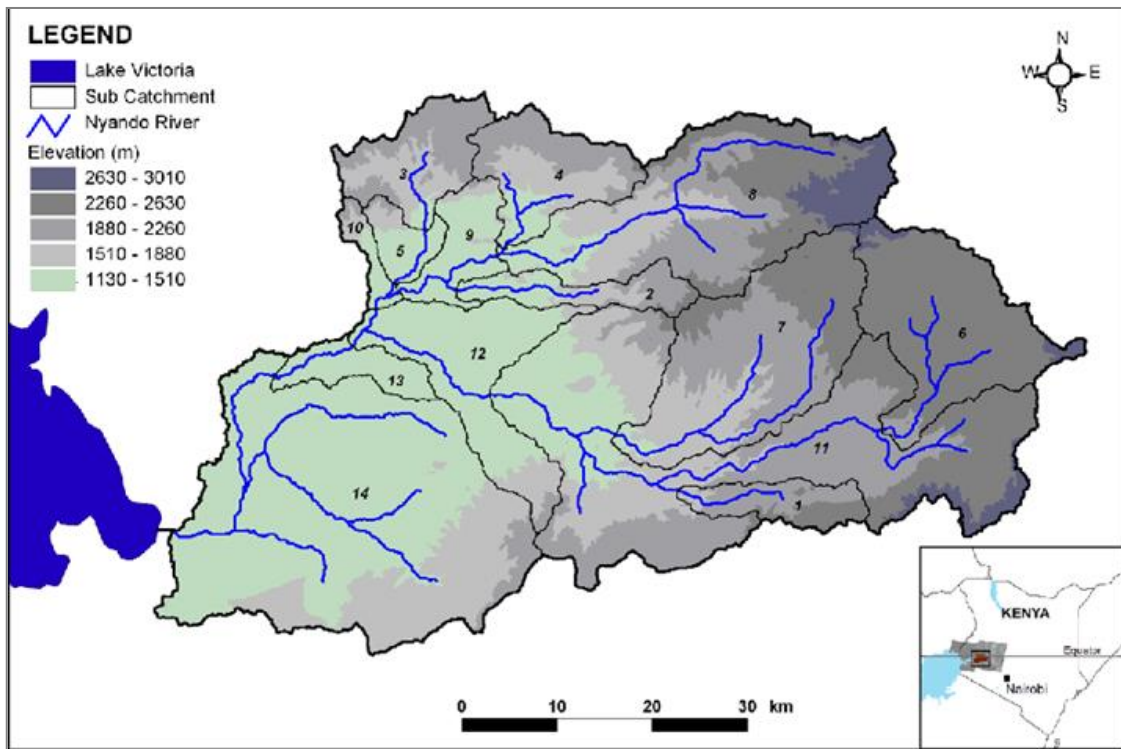 LEGEND
Lake Victoria
Sub Catchment
Nyando River
Elevation (m)
2630 - 3010
2260 - 2630
1880 - 2260
1510 - 1880
1130 - 1510
N
W E
S
3
4
8
10
5
9
2
7
6
12
13
11
14
1
KENYA
Equator
Nairobi
0 10 20 30 km